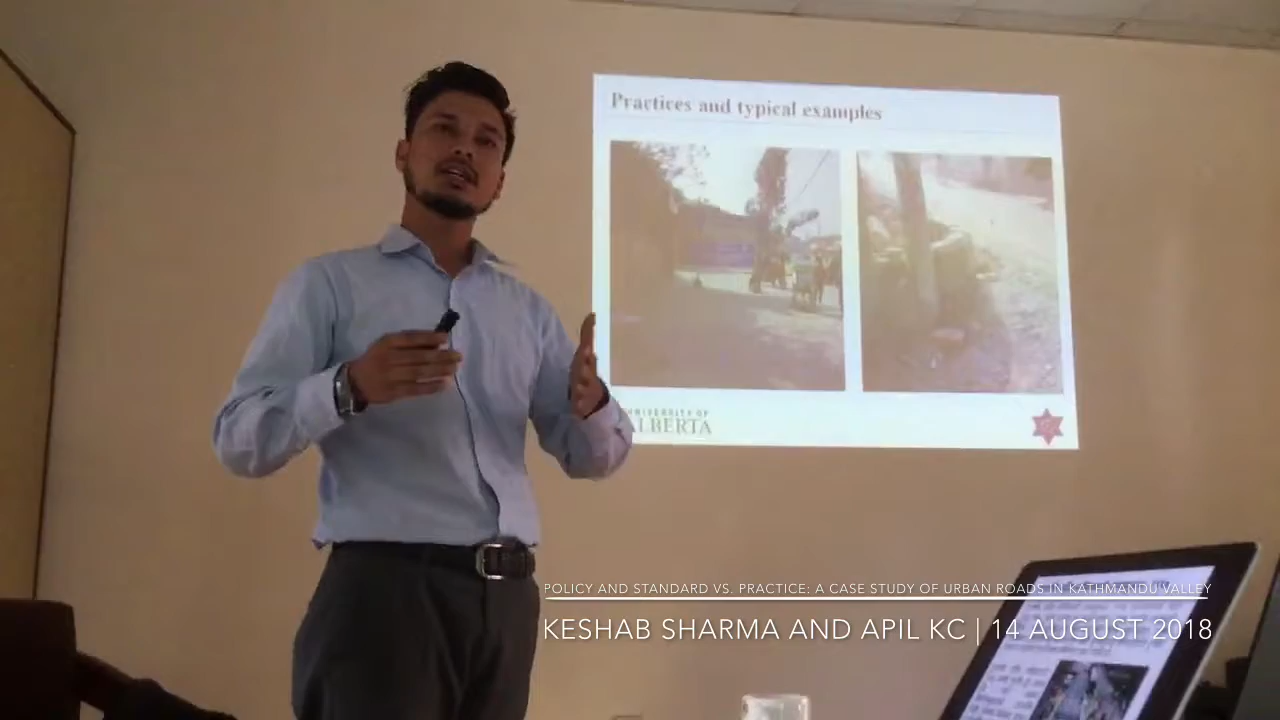 Practices and typical examples
UNIVERSITY OF
ALBERTA
POLICY AND STANDARD VS. PRACTICE: A CASE STUDY OF URBAN ROADS IN KATHMANDU VALLEY
KESHAB SHARMA AND APIL KC | 14 AUGUST 2018